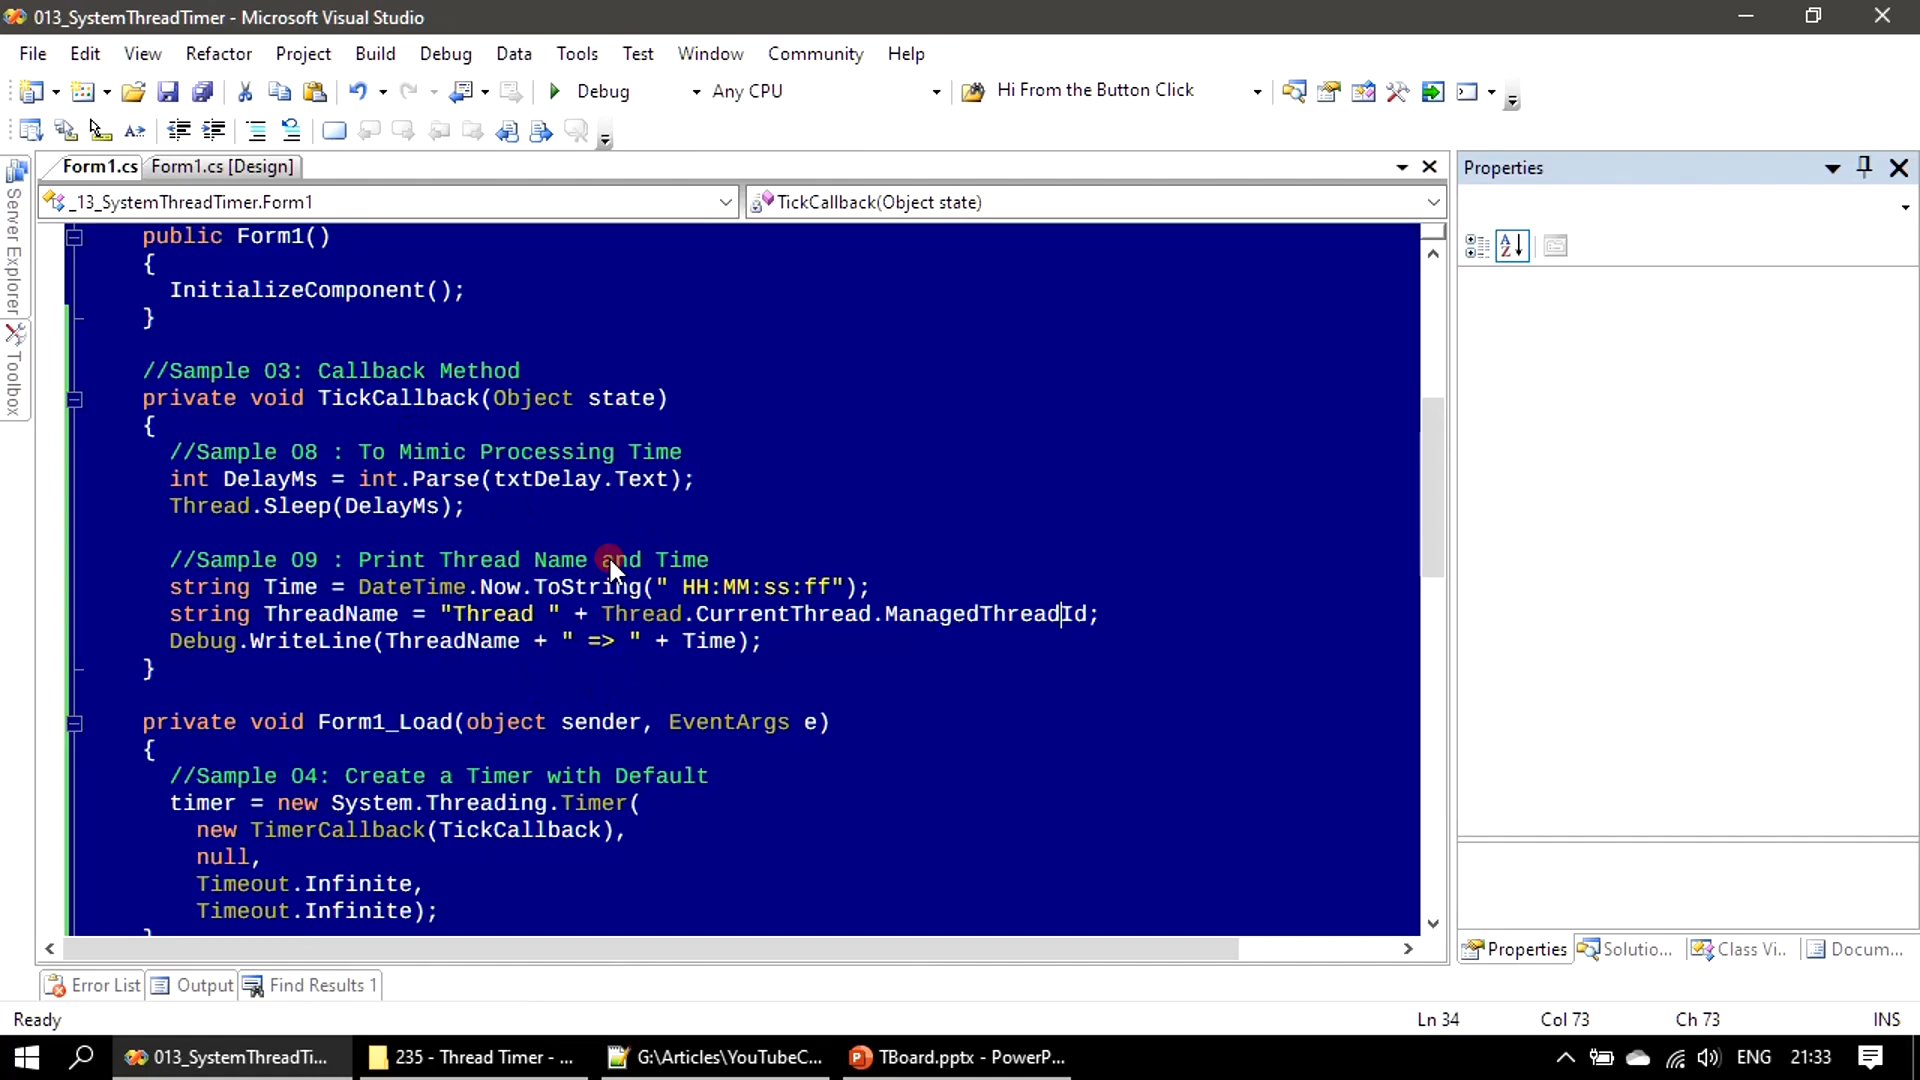 013_SystemThreadTimer - Microsoft Visual Studio
File Edit View Refactor Project Build Debug Data Tools Test Window Community Help
Debug Any CPU Hi From the Button Click
Form1.cs Form1.cs [Design]
Properties
_13_SystemThreadTimer.Form1 TickCallback(Object state)
Server Explorer
Toolbox
public Form1()
{
InitializeComponent();
}
//Sample O3: Callback Method
private void TickCallback(Object state)
{
//Sample O8 : To Mimic Processing Time
int DelayMs = int.Parse(txtDelay.Text);
Thread.Sleep(DelayMs);
//Sample O9 : Print Thread Name and Time
string Time = DateTime.Now.ToString(" HH:MM:ss:ff");
string ThreadName = "Thread " + Thread.CurrentThread.ManagedThreadId;
Debug.WriteLine(ThreadName + " => " + Time);
}
private void Form1_Load(object sender, EventArgs e)
{
//Sample O4: Create a Timer with Default
timer = new System.Threading.Timer(
new TimerCallback(TickCallback),
null,
Timeout.Infinite,
Timeout.Infinite);
Properties Solutio... Class Vi... Docum...
Error List Output Find Results 1
Ready Ln 34 Col 73 Ch 73 INS
013_SystemThreadTi... 235 - Thread Timer - ... G:\Articles\YouTubeC... TBoard.pptx - PowerP... ENG 21:33